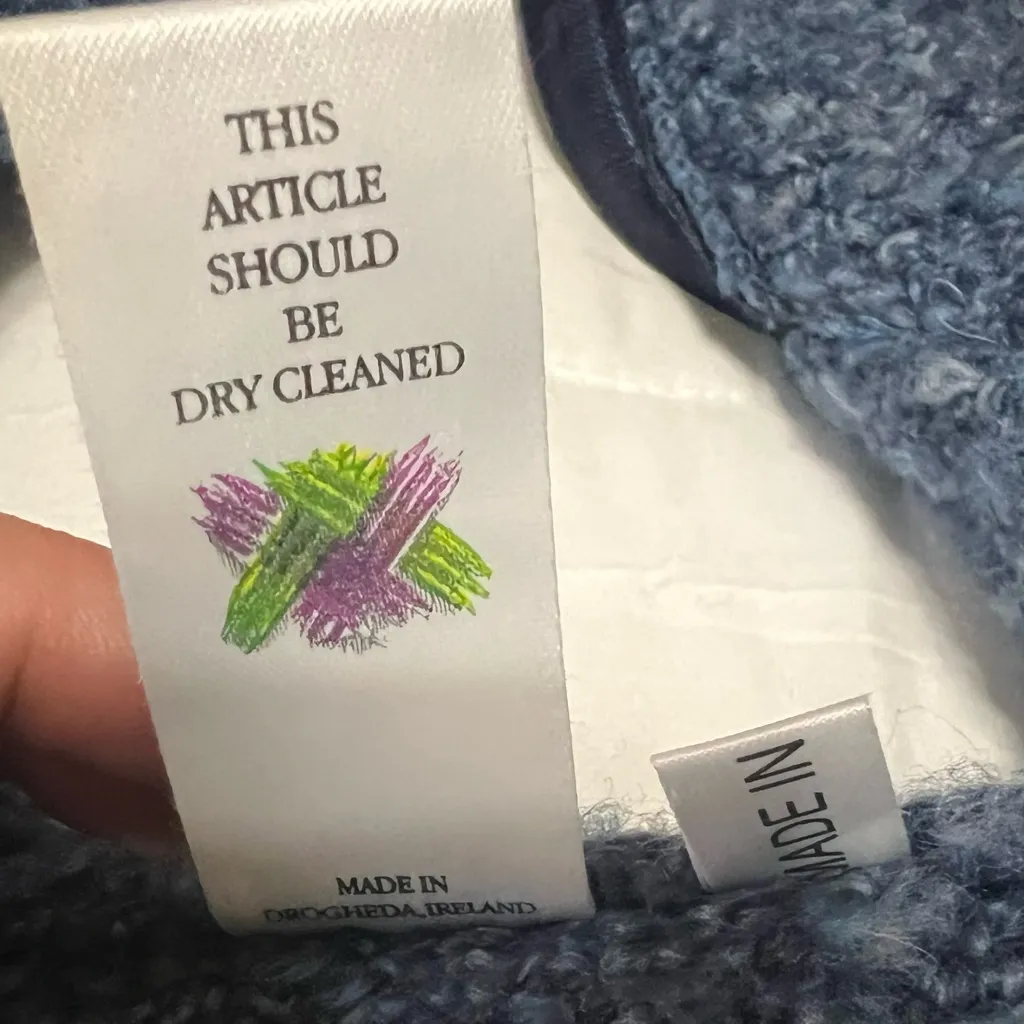 THIS
ARTICLE
SHOULD
BE
DRY CLEANED
MADE IN
DROGHEDA, IRELAND
MADE IN